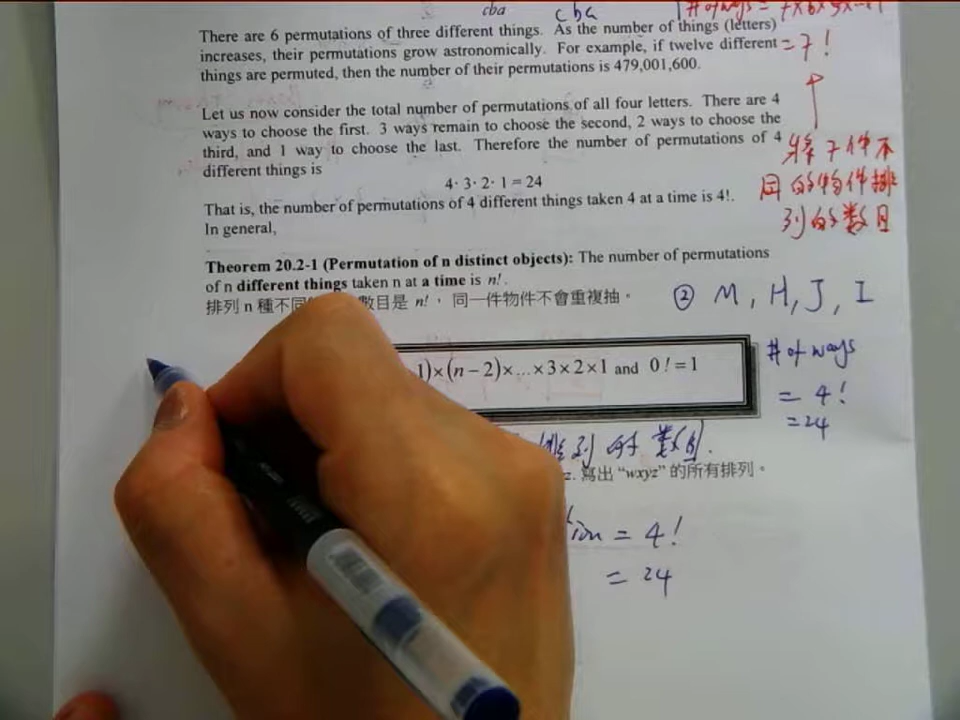 cba
cba
# of ways =
There are 6 permutations of three different things. As the number of things (letters)
increases, their permutations grow astronomically. For example, if twelve different
things are permuted, then the number of their permutations is 479,001,600.
= 7!
Let us now consider the total number of permutations of all four letters. There are 4
ways to choose the first. 3 ways remain to choose the second, 2 ways to choose the
third, and 1 way to choose the last. Therefore the number of permutations of 4
different things is
4·3·2·1 = 24
That is, the number of permutations of 4 different things taken 4 at a time is 4!.
In general,
將 7 件不
同的物件排
列的数目
Theorem 20.2-1 (Permutation of n distinct objects): The number of permutations
of n different things taken n at a time is n!.
排列 n 種不同 數目是 n!， 同一件物件不會重複抽。
② M, H, J, I
# of ways
= 4!
= 24
1)×(n−2)×...×3×2×1 and 0!=1
排列的数目.
z. 寫出 “wxyz” 的所有排列。
tion = 4!
= 24